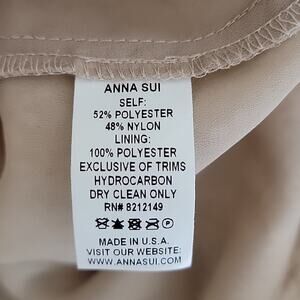 ANNA SUI
SELF:
52% POLYESTER
48% NYLON
LINING:
100% POLYESTER
EXCLUSIVE OF TRIMS
HYDROCARBON
DRY CLEAN ONLY
RN# 8212149
MADE IN U.S.A.
VISIT OUR WEBSITE:
WWW.ANNASUI.COM